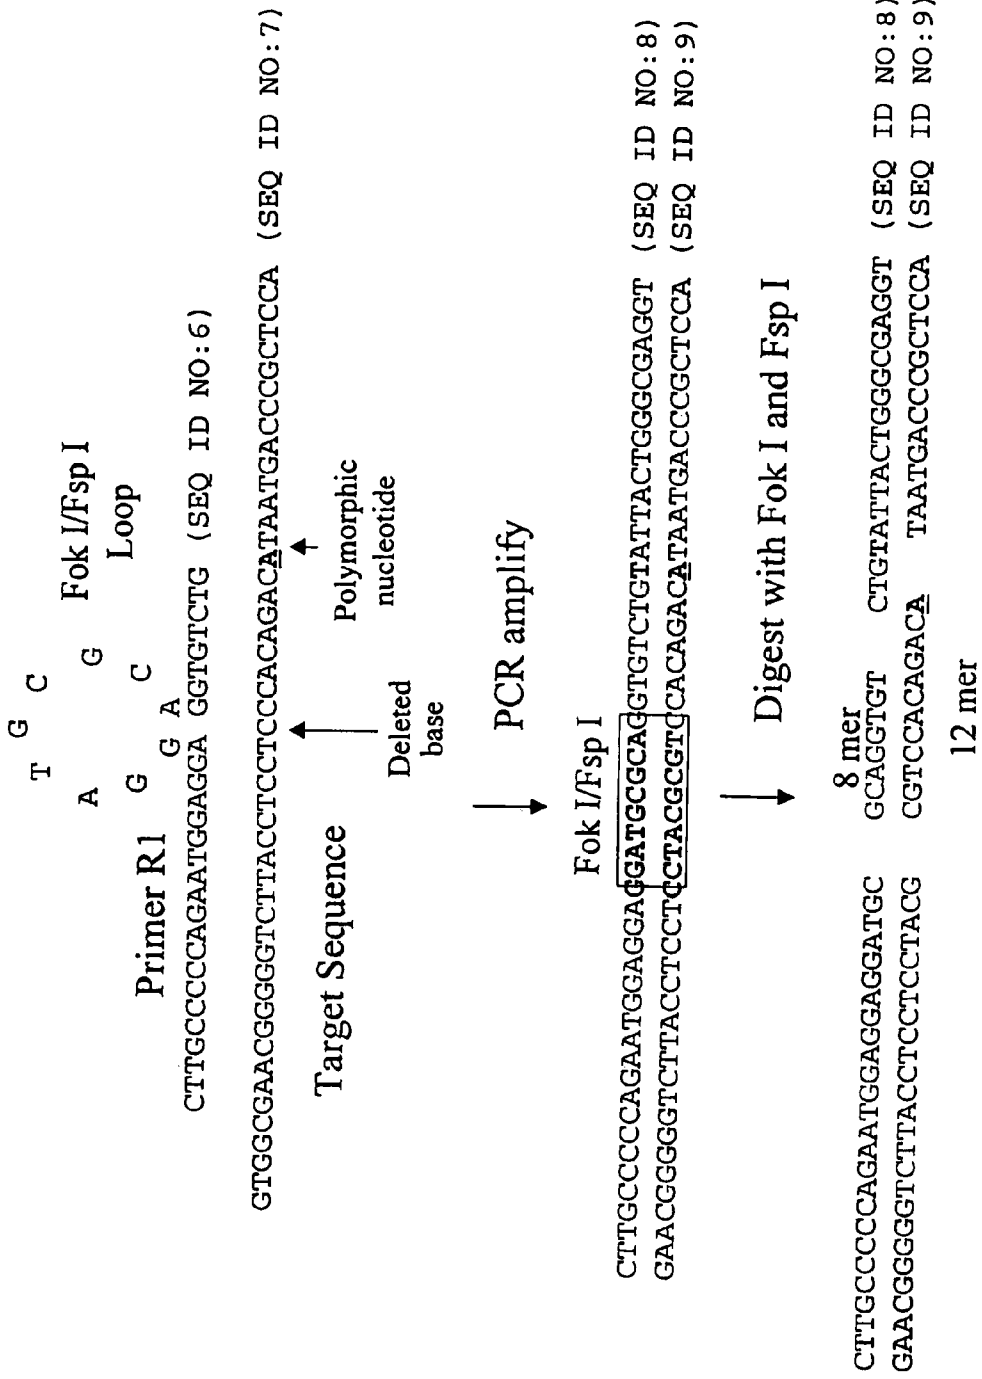 G
T C
A G
G C
G A
Fok I/Fsp I
Loop
Primer R1
CTTGCCCCCAGAATGGAGGA GGTGTCTG (SEQ ID NO:6)
GTGGCGAACGGGGGTCTTACCTCCTCCCACAGACATAATGACCCGCTCCA (SEQ ID NO:7)
Target Sequence
Deleted
base
Polymorphic
nucleotide
PCR amplify
Fok I/Fsp I
CTTGCCCCCAGAATGGAGGAGGATGCGCAGGTGTCTGTATTACTGGGCGAGGT (SEQ ID NO:8)
GAACGGGGGTCTTACCTCCTCCTACGCGTCCACAGACATAATGACCCGCTCCA (SEQ ID NO:9)
Digest with Fok I and Fsp I
8 mer
CTTGCCCCCAGAATGGAGGAGGATGC GCAGGTGT CTGTATTACTGGGCGAGGT (SEQ ID NO:8)
GAACGGGGGTCTTACCTCCTCCTACG CGTCCACAGACA TAATGACCCGCTCCA (SEQ ID NO:9)
12 mer